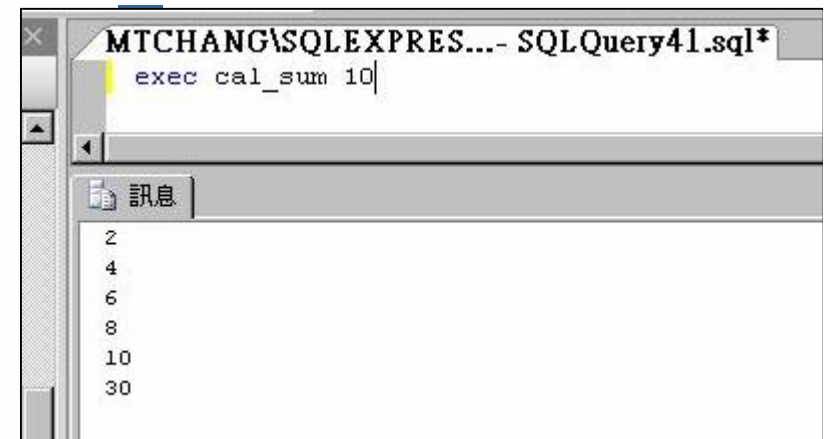 MTCHANG\SQLEXPRES...- SQLQuery41.sql*
exec cal_sum 10
訊息
2
4
6
8
10
30